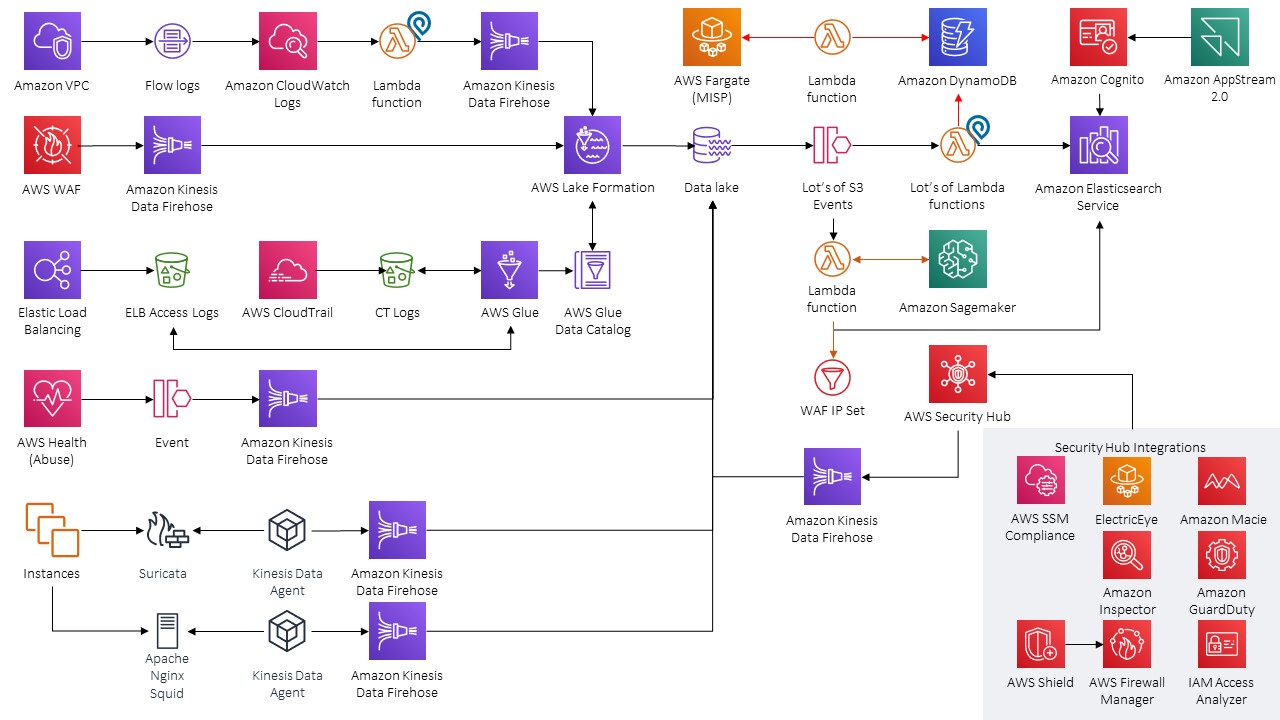 Amazon VPC
Flow logs
Amazon CloudWatch
Logs
Lambda
function
Amazon Kinesis
Data Firehose
AWS Fargate
(MISP)
Lambda
function
Amazon DynamoDB
Amazon Cognito
Amazon AppStream
2.0
AWS WAF
Amazon Kinesis
Data Firehose
AWS Lake Formation
Data lake
Lot's of S3
Events
Lot's of Lambda
functions
Amazon Elasticsearch
Service
Elastic Load
Balancing
ELB Access Logs
AWS CloudTrail
CT Logs
AWS Glue
AWS Glue
Data Catalog
Lambda
function
Amazon Sagemaker
WAF IP Set
AWS Security Hub
AWS Health
(Abuse)
Event
Amazon Kinesis
Data Firehose
Amazon Kinesis
Data Firehose
Instances
Suricata
Kinesis Data
Agent
Amazon Kinesis
Data Firehose
Apache
Nginx
Squid
Kinesis Data
Agent
Amazon Kinesis
Data Firehose
Security Hub Integrations
AWS SSM
Compliance
ElectricEye
Amazon Macie
Amazon
Inspector
Amazon
GuardDuty
AWS Shield
AWS Firewall
Manager
IAM Access
Analyzer